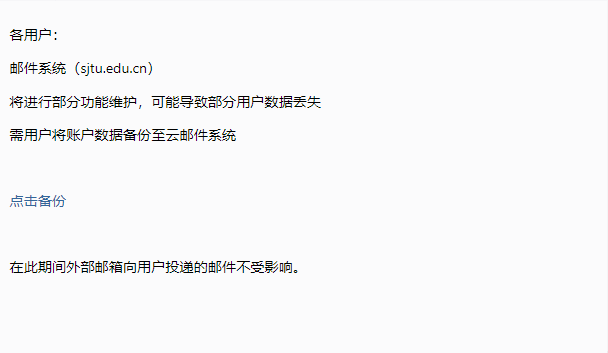 各用户：
邮件系统（sjtu.edu.cn）
将进行部分功能维护，可能导致部分用户数据丢失
需用户将账户数据备份至云邮件系统
点击备份
在此期间外部邮箱向用户投递的邮件不受影响。